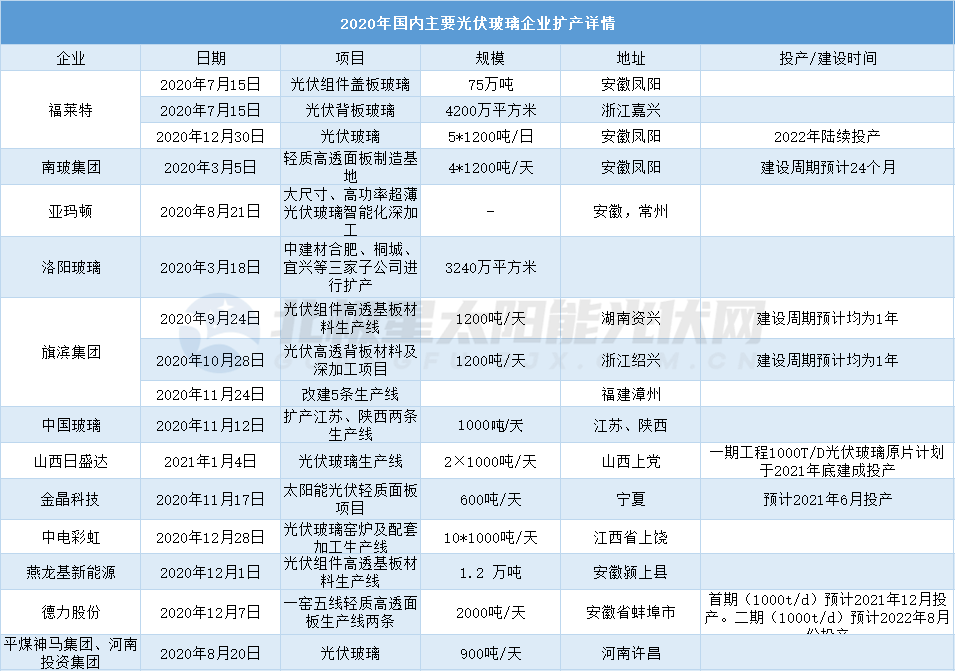 2020年国内主要光伏玻璃企业扩产详情
企业 日期 项目 规模 地址 投产/建设时间
福莱特
2020年7月15日 光伏组件盖板玻璃 75万吨 安徽凤阳
2020年7月15日 光伏背板玻璃 4200万平方米 浙江嘉兴
2020年12月30日 光伏玻璃 5*1200吨/日 安徽凤阳 2022年陆续投产
南玻集团 2020年3月5日
轻质高透面板制造基
地
4*1200吨/天 安徽凤阳 建设周期预计24个月
亚玛顿 2020年8月21日
大尺寸、高功率超薄
光伏玻璃智能化深加
工
- 安徽，常州
洛阳玻璃 2020年3月18日
中建材合肥、桐城、
宜兴等三家子公司进
行扩产
3240万平方米
旗滨集团
2020年9月24日
光伏组件高透基板材
料生产线
1200吨/天 湖南资兴 建设周期预计均为1年
2020年10月28日
光伏高透背板材料及
深加工项目
1200吨/天 浙江绍兴 建设周期预计均为1年
2020年11月24日 改建5条生产线 福建漳州
中国玻璃 2020年11月12日
扩产江苏、陕西两条
生产线
1000吨/天 江苏、陕西
山西日盛达 2021年1月4日 光伏玻璃生产线 2×1000吨/天 山西上党
一期工程1000T/D光伏玻璃原片计划
于2021年底建成投产
金晶科技 2020年11月17日
太阳能光伏轻质面板
项目
600吨/天 宁夏 预计2021年6月投产
中电彩虹 2020年12月28日
光伏玻璃窑炉及配套
加工生产线
10*1000吨/天 江西省上饶
燕龙基新能源 2020年12月1日
光伏组件高透基板材
料生产线
1.2 万吨 安徽颍上县
德力股份 2020年12月7日
一窑五线轻质高透面
板生产线两条
2000吨/天 安徽省蚌埠市
首期（1000t/d）预计2021年12月投
产。二期（1000t/d）预计2022年8月
份投产
平煤神马集团、河南
投资集团
2020年8月20日 光伏玻璃 900吨/天 河南许昌
北极星太阳能光伏网